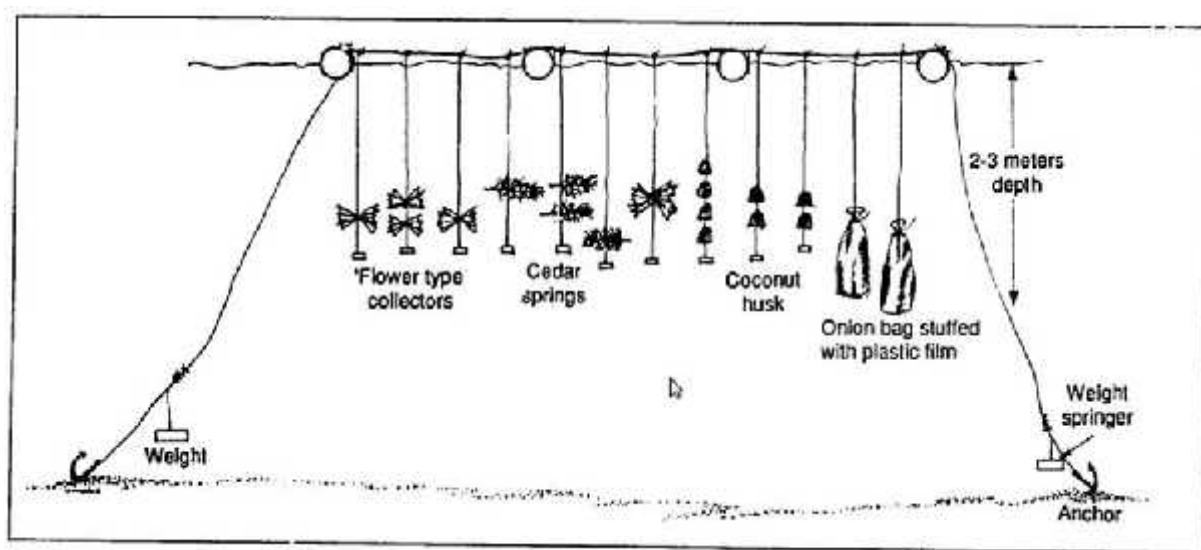 2-3 meters
depth
'Flower type
collectors
Cedar
springs
Coconut
husk
Onion bag stuffed
with plastic film
Weight
Weight
springer
Anchor